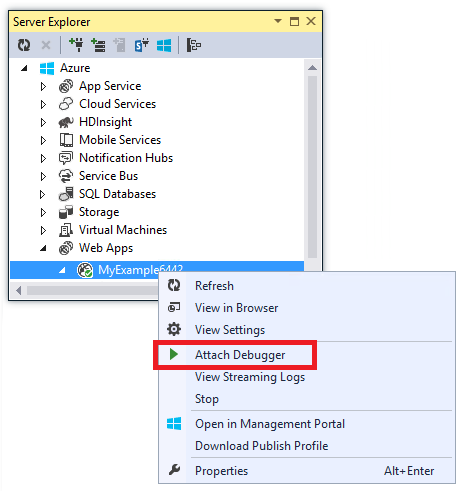 Server Explorer
Azure
App Service
Cloud Services
HDInsight
Mobile Services
Notification Hubs
Service Bus
SQL Databases
Storage
Virtual Machines
Web Apps
MyExample6442
Refresh
View in Browser
View Settings
Attach Debugger
View Streaming Logs
Stop
Open in Management Portal
Download Publish Profile
Properties Alt+Enter